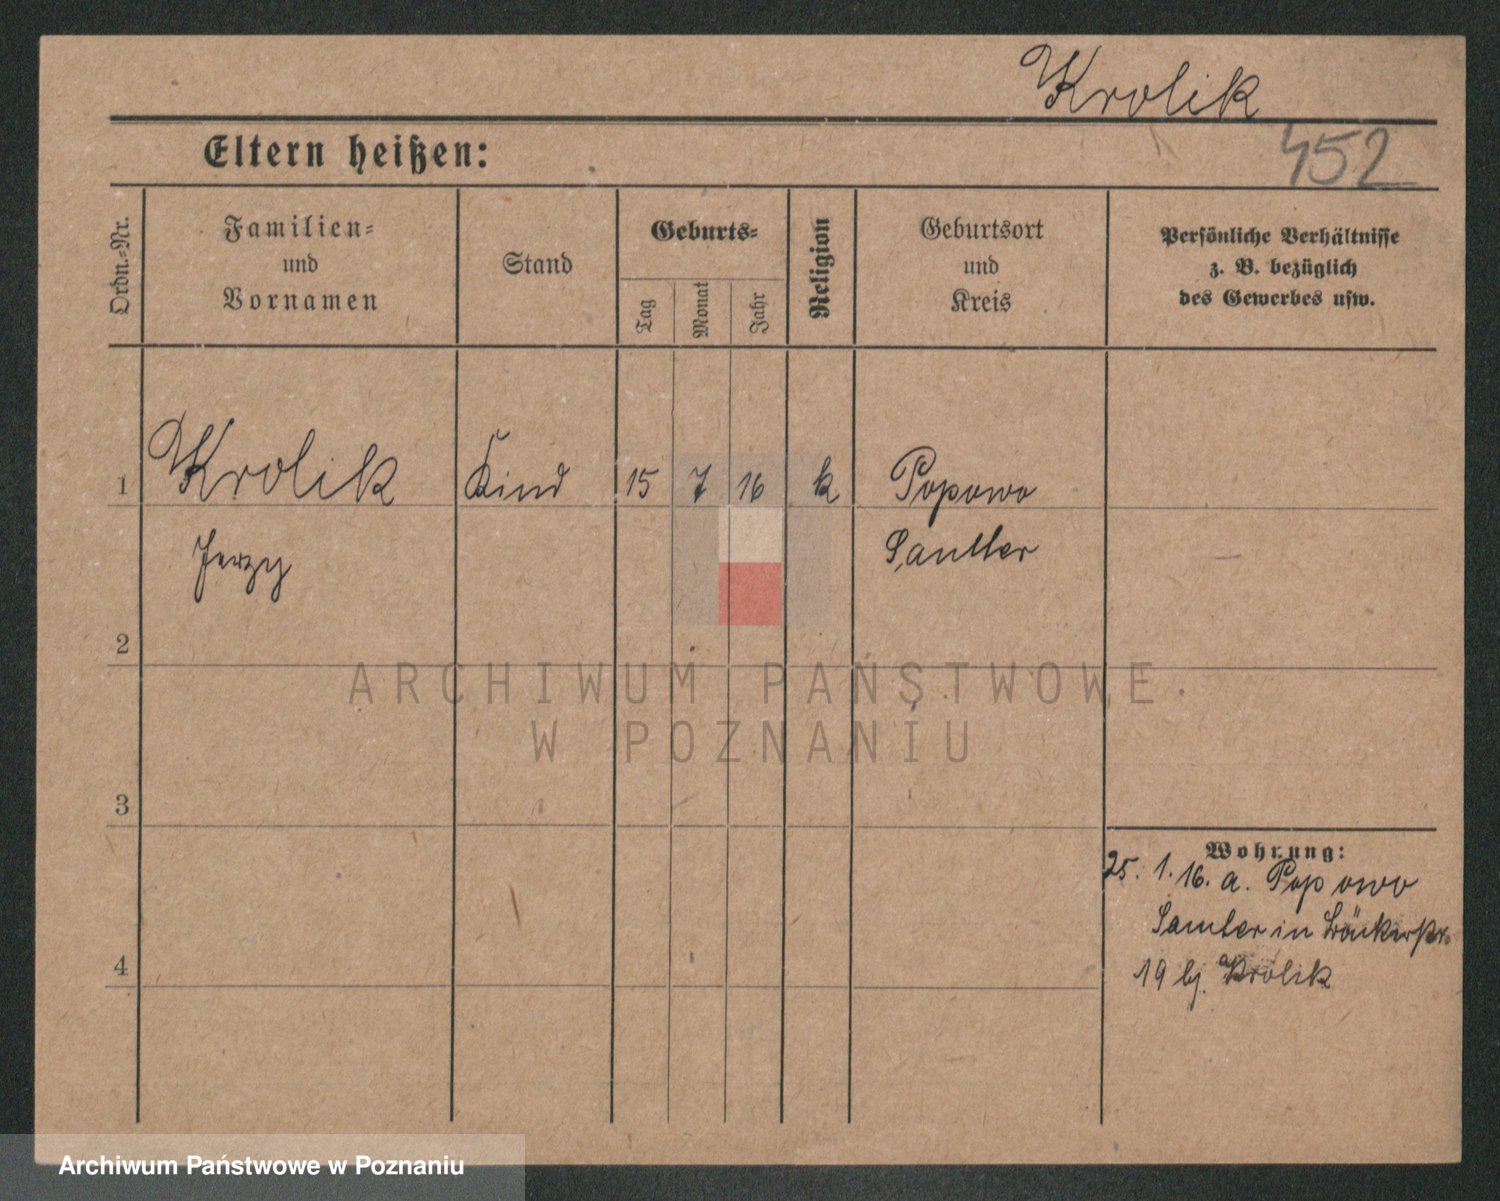 Krolik
452
Eltern heißen:
Ordn.-Nr.
Familien-
und
Vornamen
Stand
Geburts-
Tag
Monat
Jahr
Religion
Geburtsort
und
Kreis
Persönliche Verhältnisse
z. B. bezüglich
des Gewerbes usw.
1 Krolik Kind 15 7 16 k Popowo
Jerzy Samter
2
ARCHIWUM PAŃSTWOWE
W POZNANIU
3
Wohnung:
25. 1. 16. a. Popowo
Samter in
4
19 bj. Krolik
Archiwum Państwowe w Poznaniu